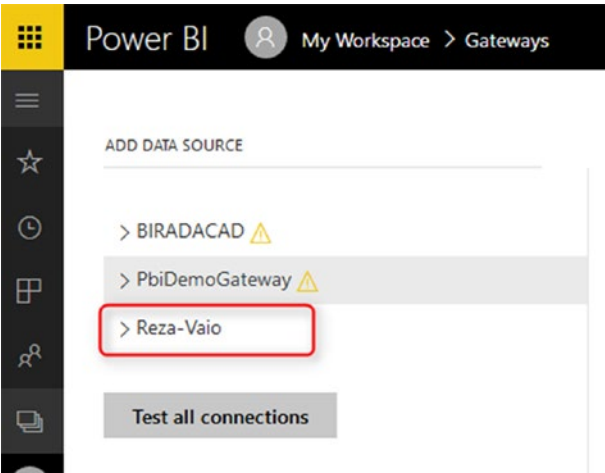 Power BI My Workspace > Gateways
ADD DATA SOURCE
> BIRADACAD
> PbiDemoGateway
> Reza-Vaio
Test all connections